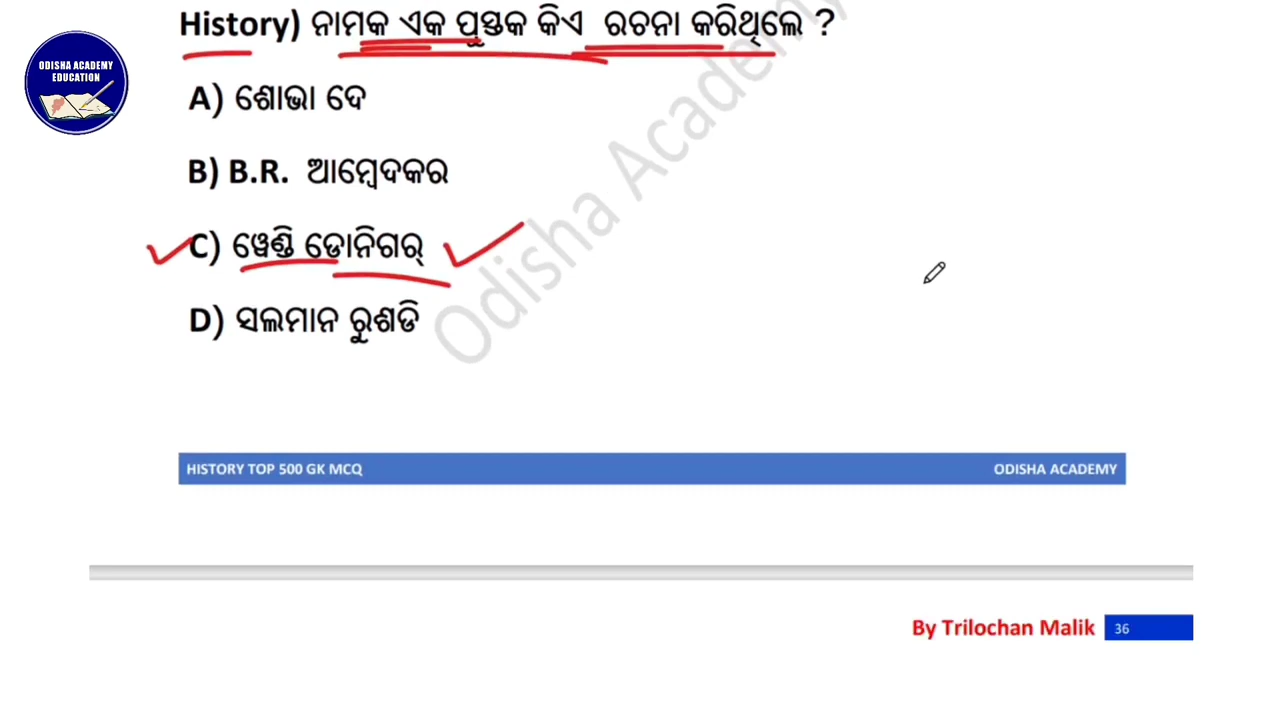 History) ନାମକ ଏକ ପୁସ୍ତକ କିଏ ରଚନା କରିଥିଲେ ?
ODISHA ACADEMY
EDUCATION
A) ଶୋଭା ଦେ
B) B.R. ଆମ୍ବେଦକର
C) ୱେଣ୍ଡି ଡୋନିଗର୍
D) ସଲମାନ ରୁଶଡି
Odisha Academy
HISTORY TOP 500 GK MCQ ODISHA ACADEMY
By Trilochan Malik 36